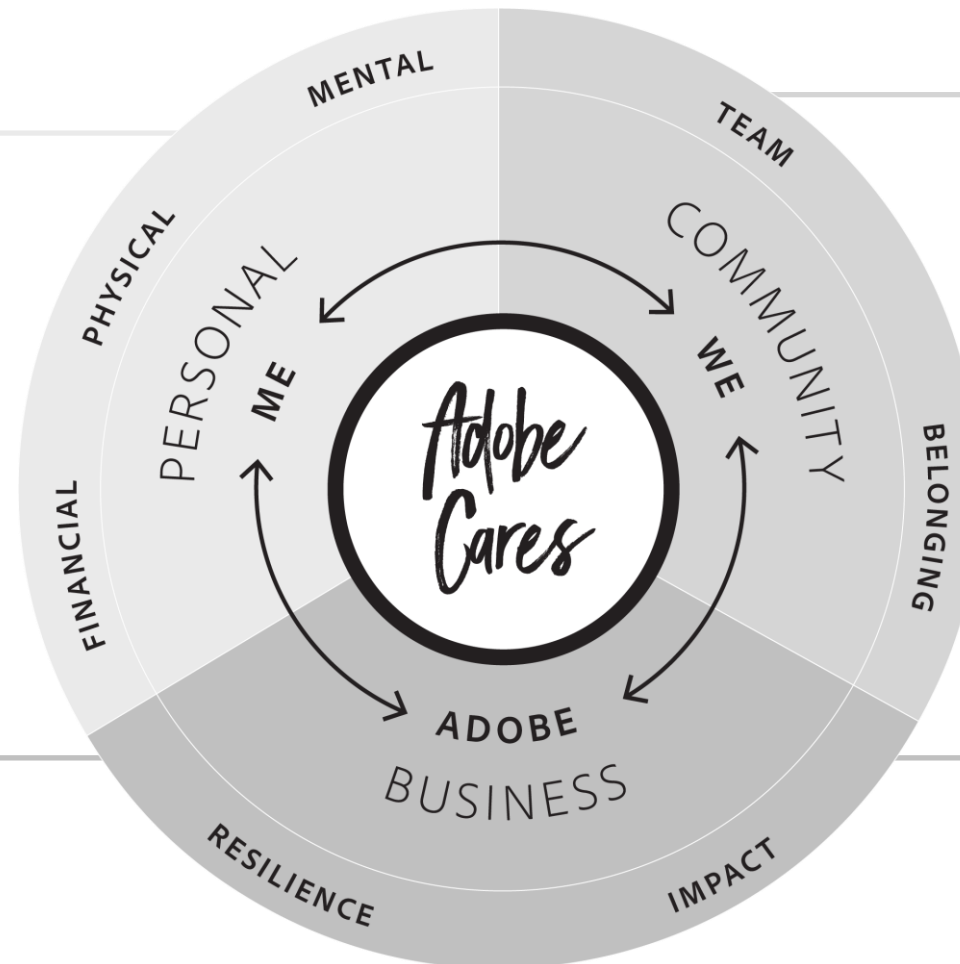 MENTAL
TEAM
PHYSICAL
PERSONAL
COMMUNITY
ME
WE
Adobe
Cares
FINANCIAL
BELONGING
ADOBE
BUSINESS
RESILIENCE
IMPACT